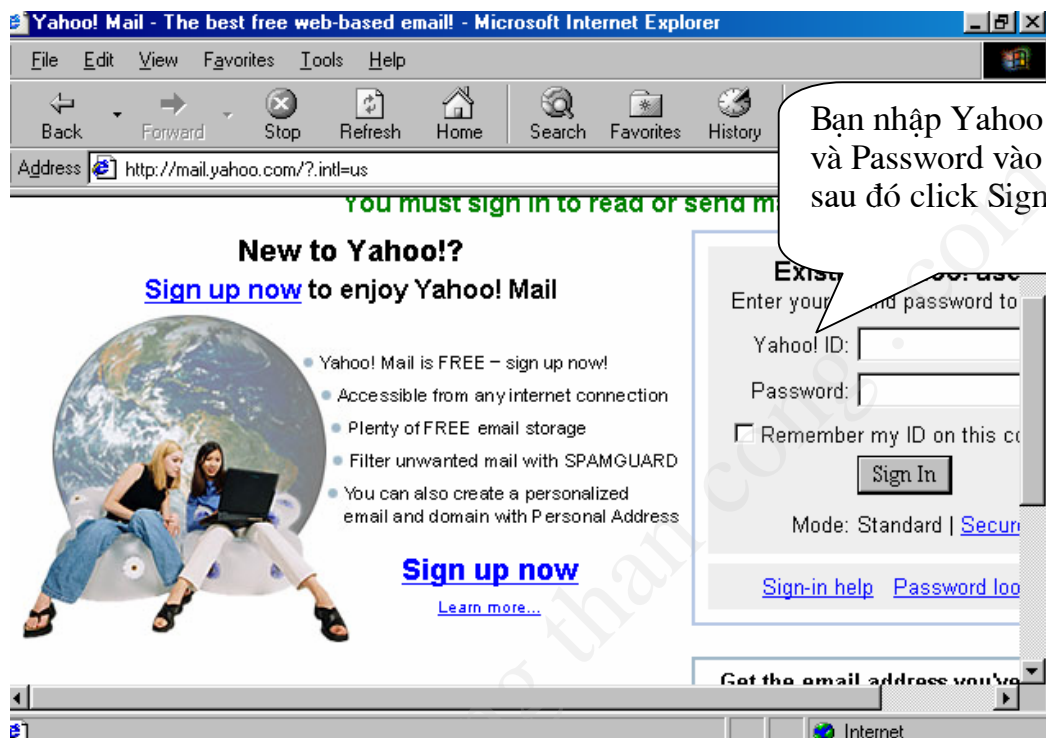 Yahoo! Mail - The best free web-based email! - Microsoft Internet Explorer
File Edit View Favorites Tools Help
Back Forward Stop Refresh Home Search Favorites History
Address http://mail.yahoo.com/?.intl=us
Bạn nhập Yahoo
và Password vào
sau đó click Sign
You must sign in to read or send m
New to Yahoo!?
Sign up now to enjoy Yahoo! Mail
Yahoo! Mail is FREE – sign up now!
Accessible from any internet connection
Plenty of FREE email storage
Filter unwanted mail with SPAMGUARD
You can also create a personalized
email and domain with Personal Address
Sign up now
Learn more...
Enter your and password to
Yahoo! ID:
Password:
Remember my ID on this co
Sign In
Mode: Standard | Secure
Sign-in help Password loo
Get the email address you've
Internet